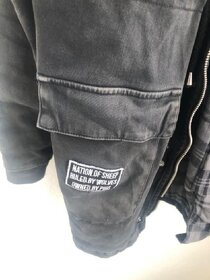 NATION OF SHEEP
RULED BY WOLVES
OWNED BY PIGS